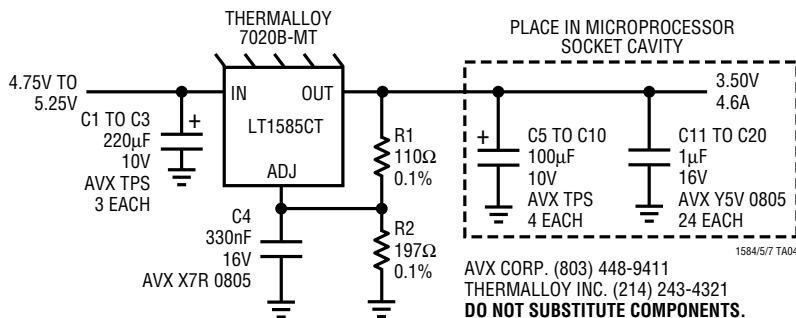 THERMALLOY
7020B-MT
PLACE IN MICROPROCESSOR
SOCKET CAVITY
4.75V TO
5.25V
IN
OUT
LT1585CT
ADJ
3.50V
4.6A
C1 TO C3
220µF
10V
AVX TPS
3 EACH
+
R1
110Ω
0.1%
+
C5 TO C10
100µF
10V
AVX TPS
4 EACH
C11 TO C20
1µF
16V
AVX Y5V 0805
24 EACH
C4
330nF
16V
AVX X7R 0805
R2
197Ω
0.1%
1584/5/7 TA04
AVX CORP. (803) 448-9411
THERMALLOY INC. (214) 243-4321
DO NOT SUBSTITUTE COMPONENTS.